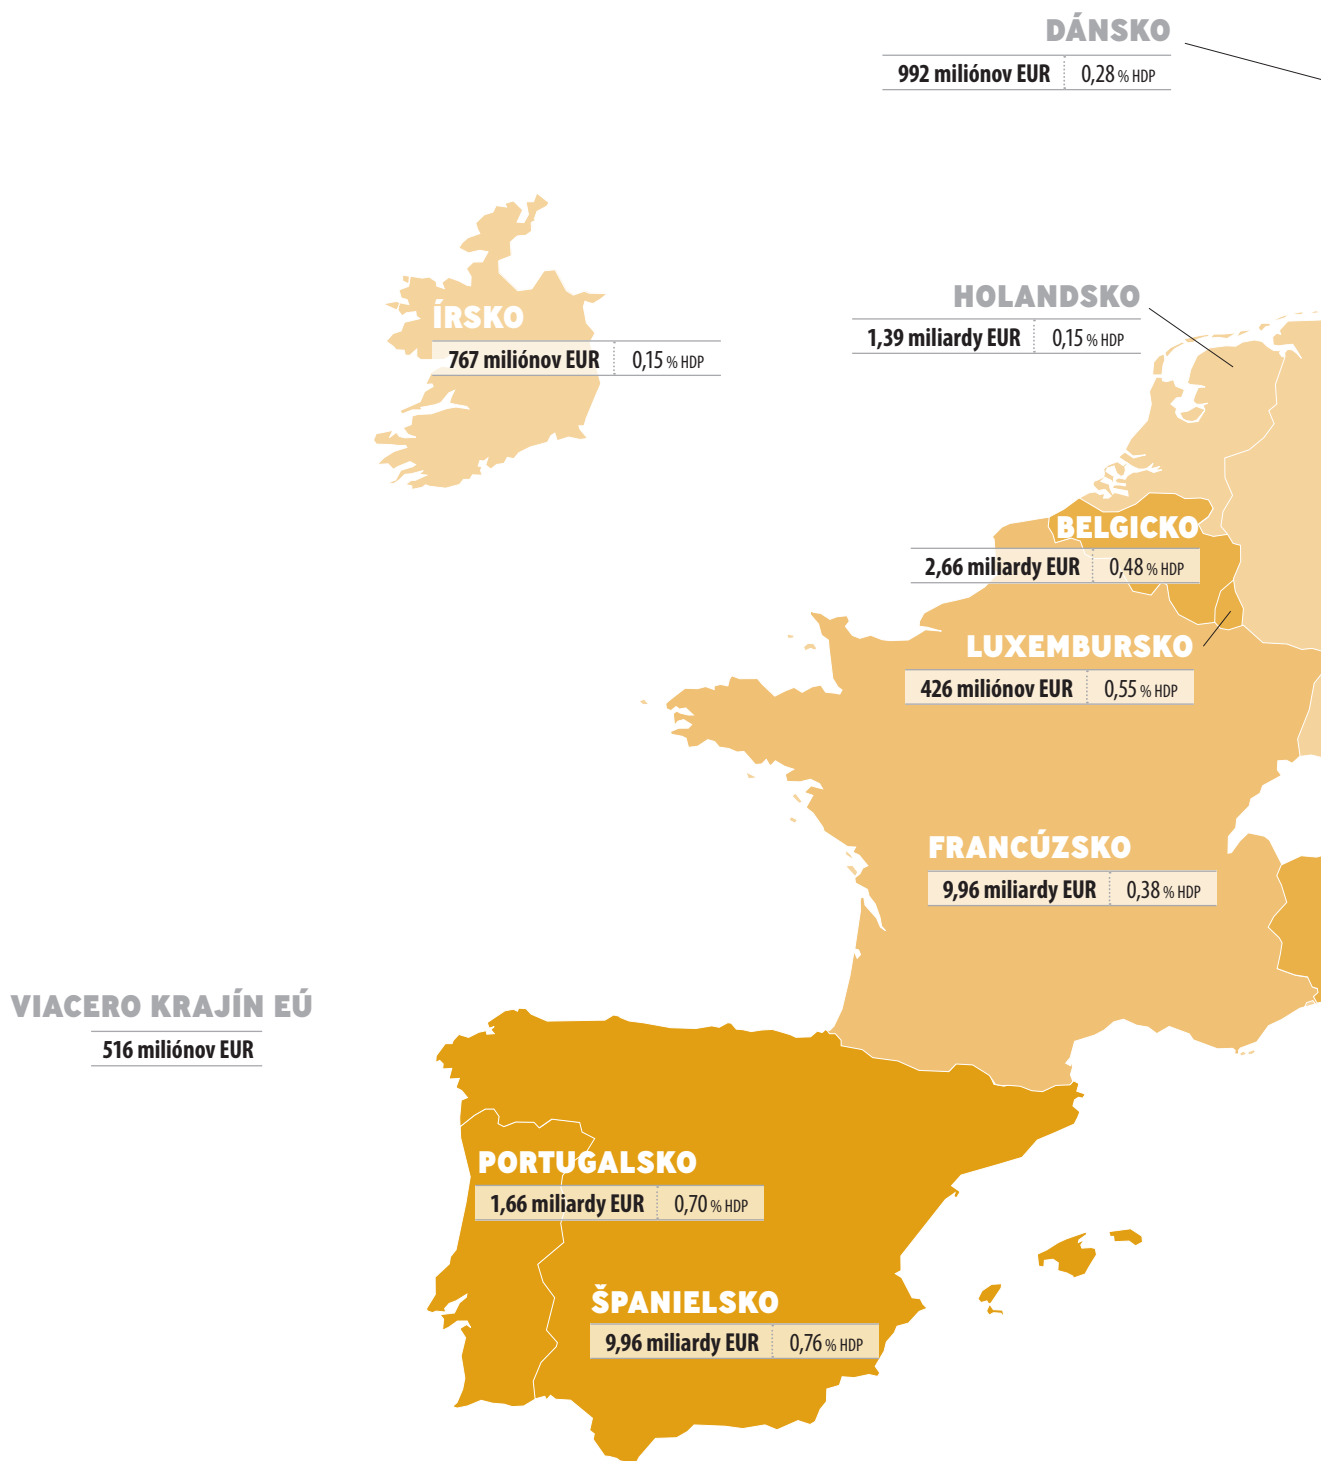 DÁNSKO
992 miliónov EUR 0,28 % HDP
HOLANDSKO
1,39 miliardy EUR 0,15 % HDP
ÍRSKO
767 miliónov EUR 0,15 % HDP
BELGICKO
2,66 miliardy EUR 0,48 % HDP
LUXEMBURSKO
426 miliónov EUR 0,55 % HDP
FRANCÚZSKO
9,96 miliardy EUR 0,38 % HDP
VIACERO KRAJÍN EÚ
516 miliónov EUR
PORTUGALSKO
1,66 miliardy EUR 0,70 % HDP
ŠPANIELSKO
9,96 miliardy EUR 0,76 % HDP